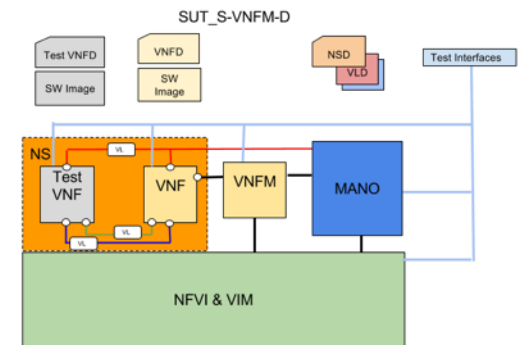 SUT_S-VNFM-D
Test VNFD
SW Image
VNFD
SW
Image
NSD
VLD
Test Interfaces
NS
VL
Test
VNF
VNF
VNFM
MANO
VL
VL
NFVI & VIM